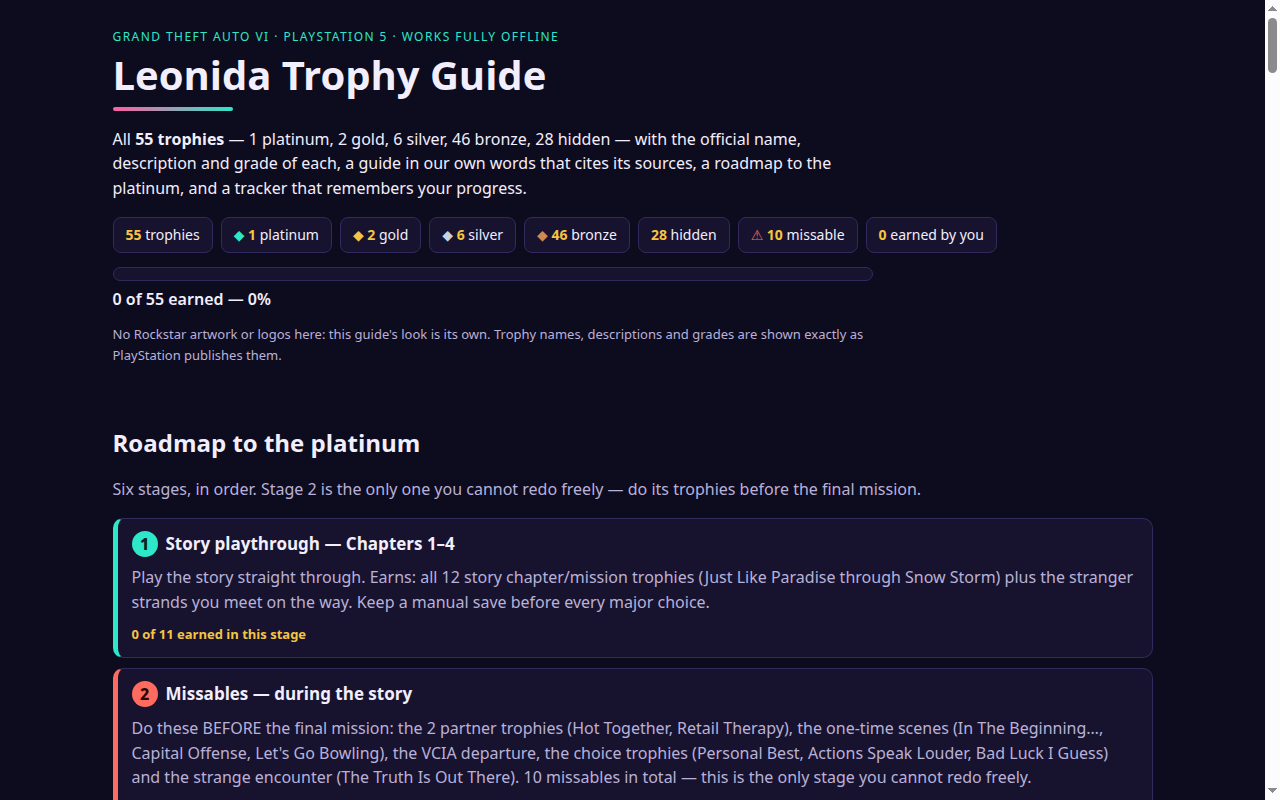 GRAND THEFT AUTO VI · PLAYSTATION 5 · WORKS FULLY OFFLINE
Leonida Trophy Guide
All 55 trophies — 1 platinum, 2 gold, 6 silver, 46 bronze, 28 hidden — with the official name,
description and grade of each, a guide in our own words that cites its sources, a roadmap to the
platinum, and a tracker that remembers your progress.
55 trophies ◆ 1 platinum ◆ 2 gold ◆ 6 silver ◆ 46 bronze 28 hidden ⚠ 10 missable 0 earned by you
0 of 55 earned — 0%
No Rockstar artwork or logos here: this guide's look is its own. Trophy names, descriptions and grades are shown exactly as
PlayStation publishes them.
Roadmap to the platinum
Six stages, in order. Stage 2 is the only one you cannot redo freely — do its trophies before the final mission.
1 Story playthrough — Chapters 1–4
Play the story straight through. Earns: all 12 story chapter/mission trophies (Just Like Paradise through Snow Storm) plus the stranger
strands you meet on the way. Keep a manual save before every major choice.
0 of 11 earned in this stage
2 Missables — during the story
Do these BEFORE the final mission: the 2 partner trophies (Hot Together, Retail Therapy), the one-time scenes (In The Beginning...,
Capital Offense, Let's Go Bowling), the VCIA departure, the choice trophies (Personal Best, Actions Speak Louder, Bad Luck I Guess)
and the strange encounter (The Truth Is Out There). 10 missables in total — this is the only stage you cannot redo freely.